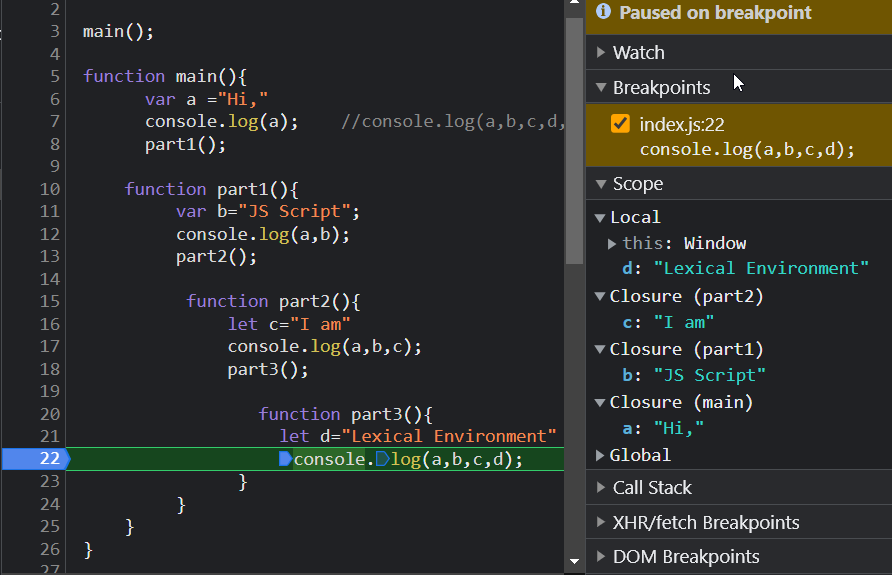 2
3 main();
4
5 function main(){
6 var a ="Hi,"
7 console.log(a); //console.log(a,b,c,d,
8 part1();
9
10 function part1(){
11 var b="JS Script";
12 console.log(a,b);
13 part2();
14
15 function part2(){
16 let c="I am"
17 console.log(a,b,c);
18 part3();
19
20 function part3(){
21 let d="Lexical Environment"
22 console.log(a,b,c,d);
23 }
24 }
25 }
26 }
27
Paused on breakpoint
Watch
Breakpoints
index.js:22
console.log(a,b,c,d);
Scope
Local
this: Window
d: "Lexical Environment"
Closure (part2)
c: "I am"
Closure (part1)
b: "JS Script"
Closure (main)
a: "Hi,"
Global
Call Stack
XHR/fetch Breakpoints
DOM Breakpoints